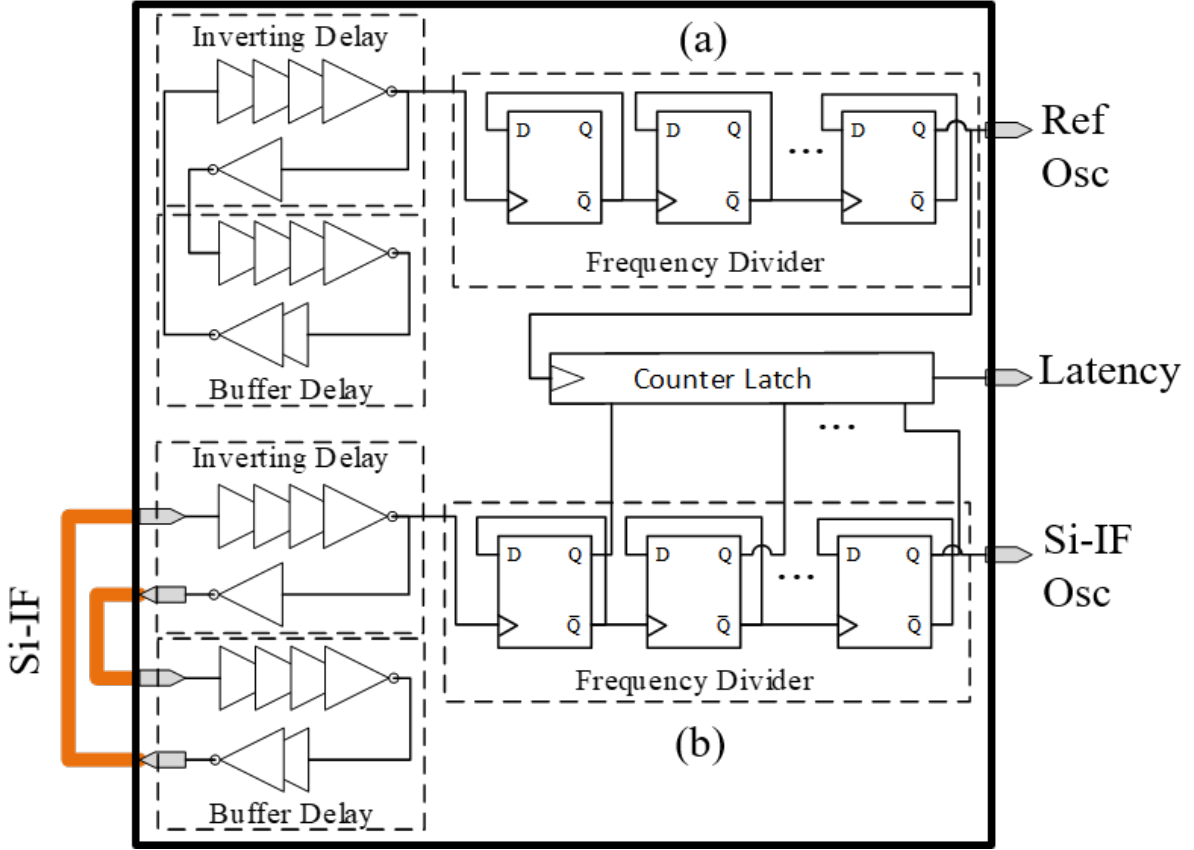 Inverting Delay
(a)
D Q
Q̅
D Q
Q̅
...
D Q
Q̅
Ref
Osc
Frequency Divider
Buffer Delay
Counter Latch
Latency
...
Inverting Delay
D Q
Q̅
D Q
Q̅
...
D Q
Q̅
Si-IF
Osc
Si-IF
Frequency Divider
(b)
Buffer Delay